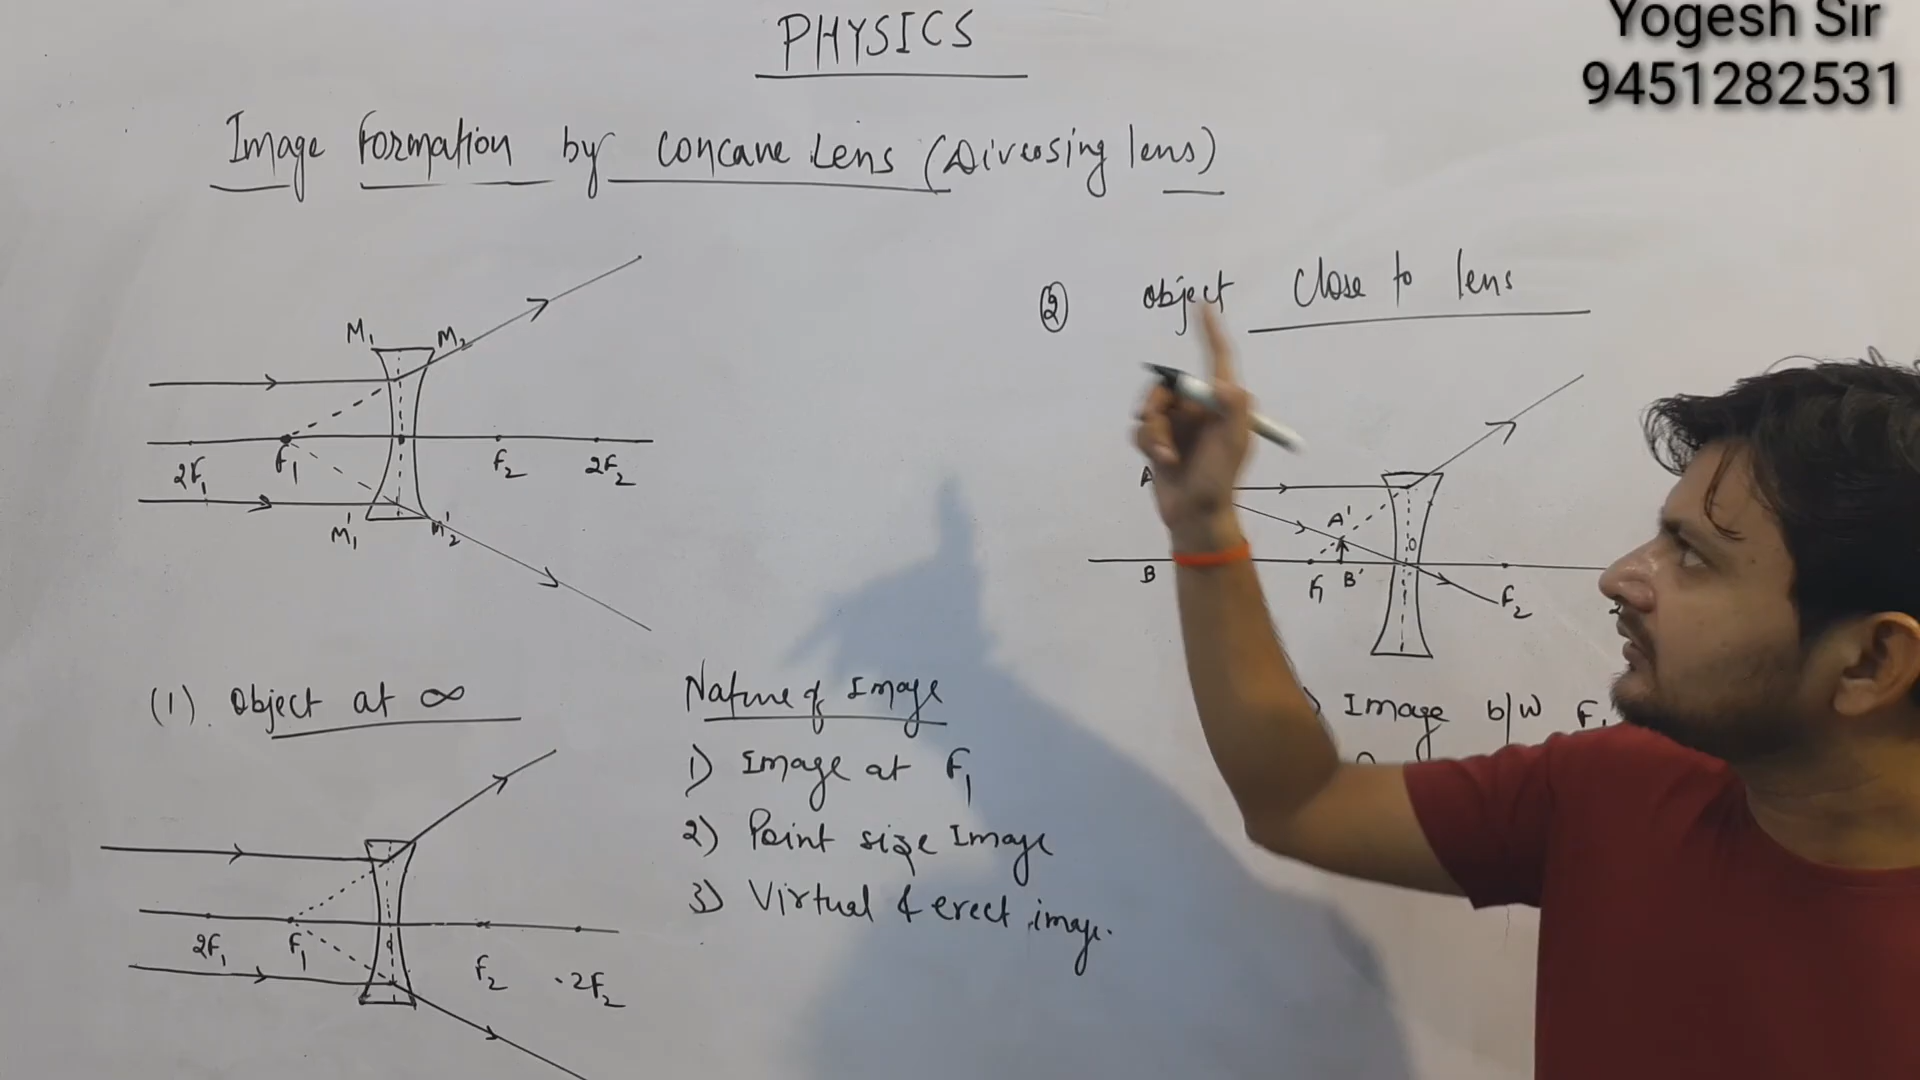 PHYSICS
Yogesh Sir
9451282531
Image Formation by Concave Lens (Divergsing lens)
M₁ M₂
2F₁ F₁ F₂ 2F₂
M₁' M₂'
(1). Object at ∞
2F₁ F₁ F₂ 2F₂
Nature of Image
1) Image at F₁
2) Point size Image
3) Virtual & erect image.
② Object Close to lens
A A' O
B F₁ B' F₂ 2
) Image b/w F₁